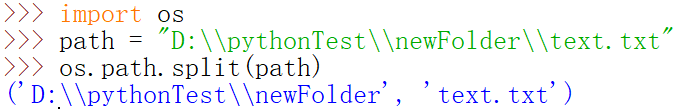 >>> import os
>>> path = "D:\\pythonTest\\newFolder\\text.txt"
>>> os.path.split(path)
('D:\\pythonTest\\newFolder', 'text.txt')